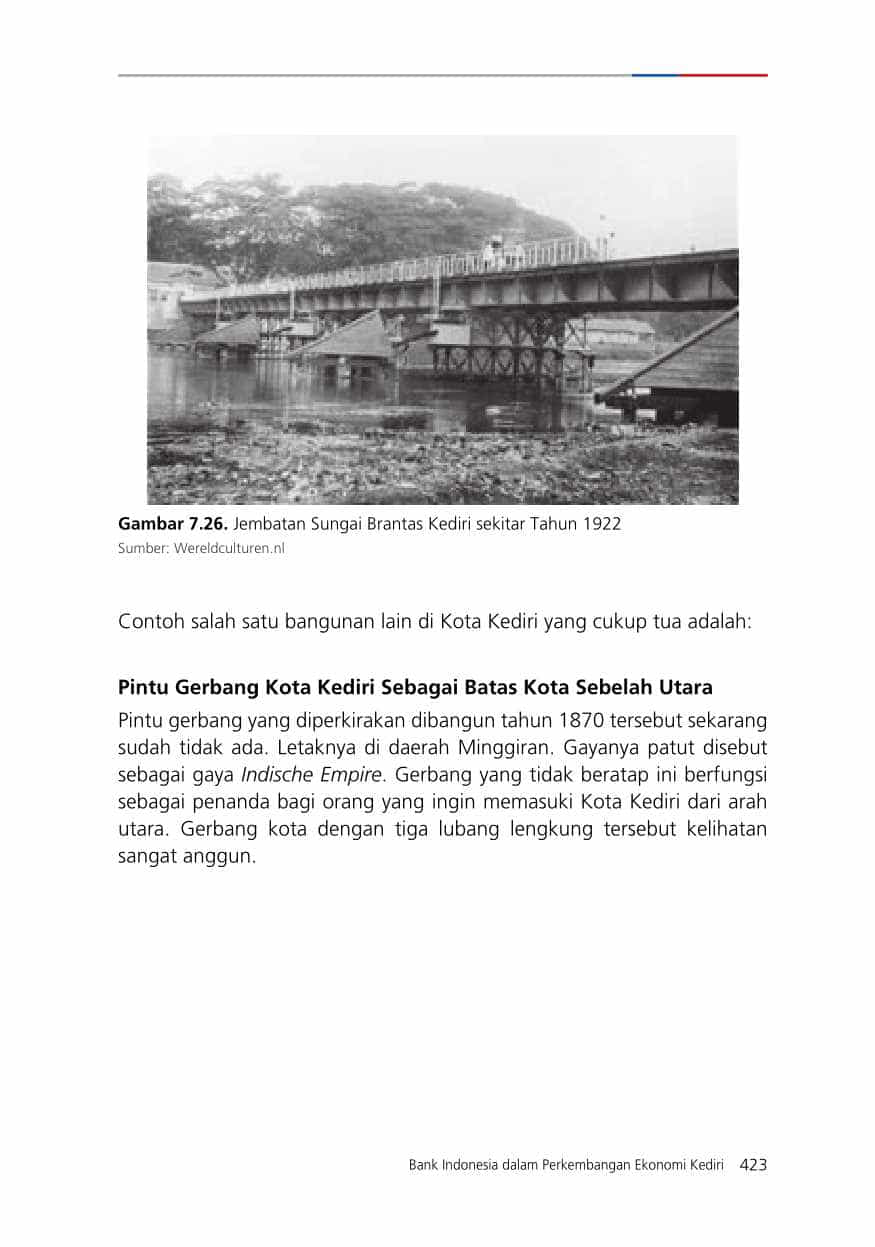 Gambar 7.26. Jembatan Sungai Brantas Kediri sekitar Tahun 1922
Sumber: Wereldculturen.nl
Contoh salah satu bangunan lain di Kota Kediri yang cukup tua adalah:
Pintu Gerbang Kota Kediri Sebagai Batas Kota Sebelah Utara
Pintu gerbang yang diperkirakan dibangun tahun 1870 tersebut sekarang
sudah tidak ada. Letaknya di daerah Minggiran. Gayanya patut disebut
sebagai gaya Indische Empire. Gerbang yang tidak beratap ini berfungsi
sebagai penanda bagi orang yang ingin memasuki Kota Kediri dari arah
utara. Gerbang kota dengan tiga lubang lengkung tersebut kelihatan
sangat anggun.
Bank Indonesia dalam Perkembangan Ekonomi Kediri 423